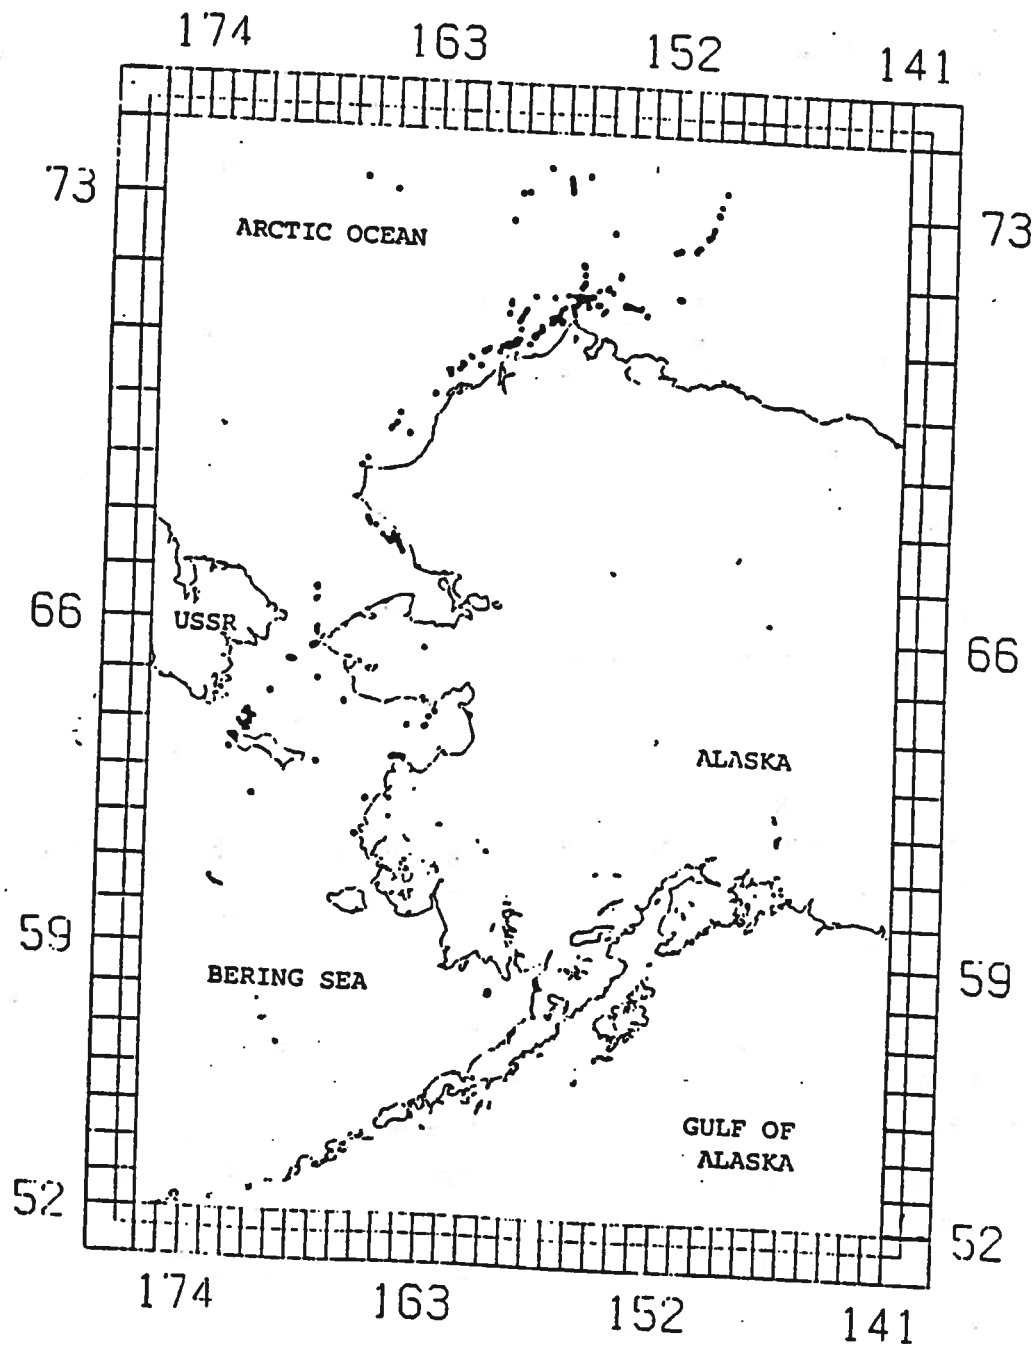 174 163 152 141
73
ARCTIC OCEAN
73
66
USSR
66
ALASKA
59
BERING SEA
59
GULF OF
ALASKA
52
52
174 163 152 141